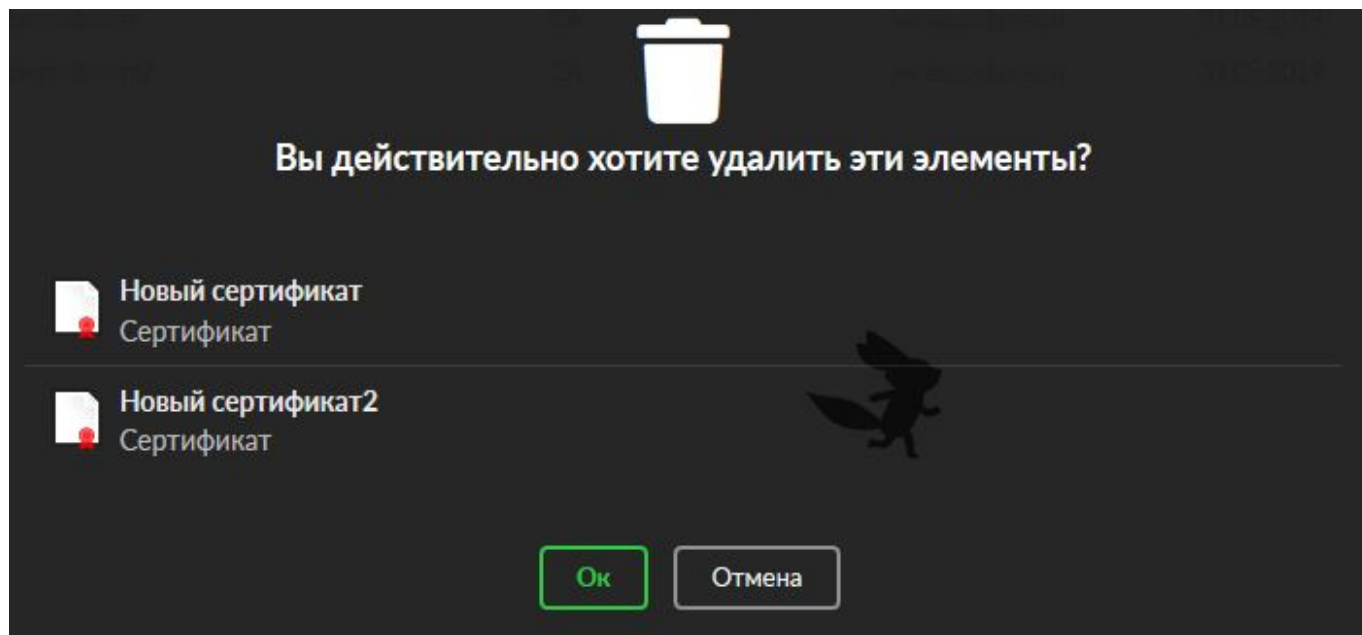 Вы действительно хотите удалить эти элементы?
Новый сертификат
Сертификат
Новый сертификат2
Сертификат
Ок
Отмена